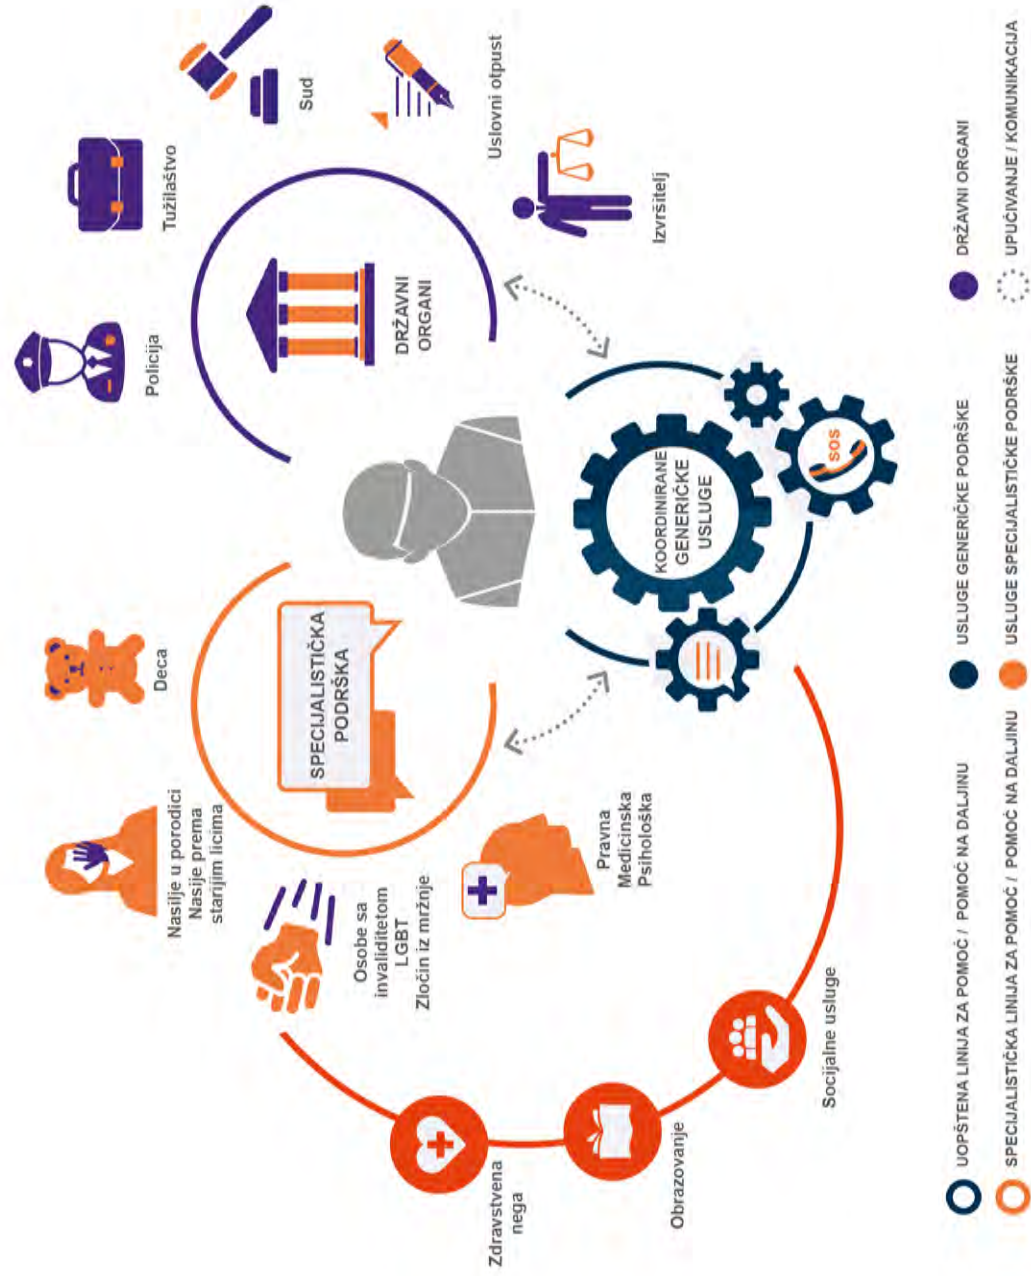 Nasilje u porodici
Nasije prema
starijim licima
Deca
Policija
Tužilaštvo
Sud
Osobe sa
invaliditetom
LGBT
Zločin iz mržnje
SPECIJALISTIČKA
PODRŠKA
DRŽAVNI
ORGANI
Uslovni otpust
Zdravstvena
nega
Pravna
Medicinska
Psihološka
Izvršitelj
Obrazovanje
KOORDINIRANE
GENERIČKE
USLUGE
SOS
Socijalne usluge
UOPŠTENA LINIJA ZA POMOĆ / POMOĆ NA DALJINU
USLUGE GENERIČKE PODRŠKE
DRŽAVNI ORGANI
SPECIJALISTIČKA LINIJA ZA POMOĆ / POMOĆ NA DALJINU
USLUGE SPECIJALISTIČKE PODRŠKE
UPUĆIVANJE / KOMUNIKACIJA